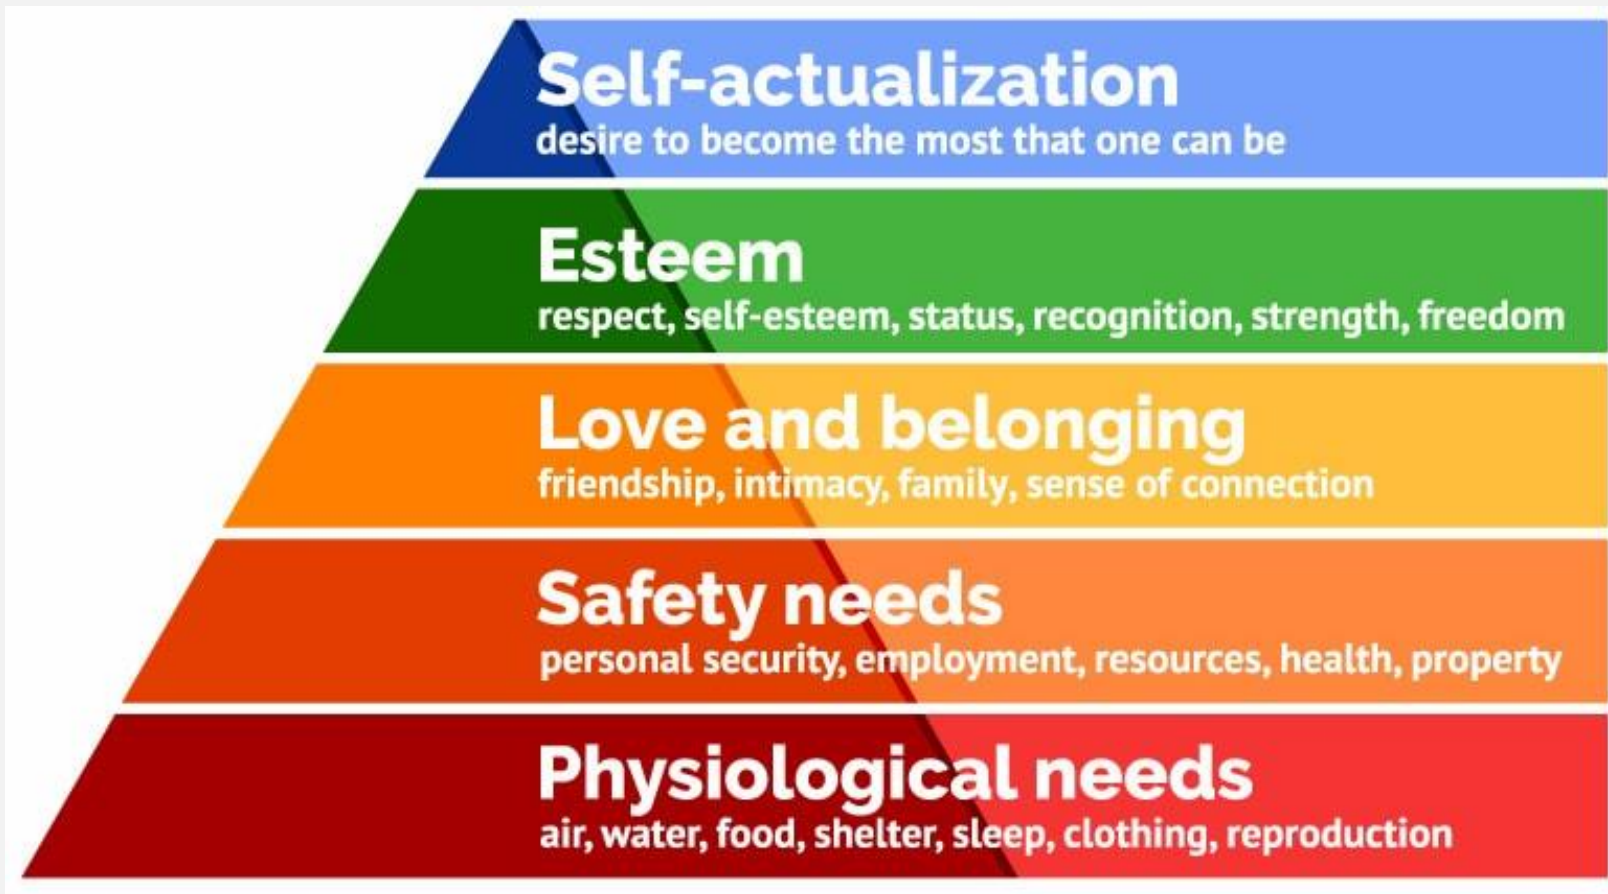 Self-actualization
desire to become the most that one can be
Esteem
respect, self-esteem, status, recognition, strength, freedom
Love and belonging
friendship, intimacy, family, sense of connection
Safety needs
personal security, employment, resources, health, property
Physiological needs
air, water, food, shelter, sleep, clothing, reproduction